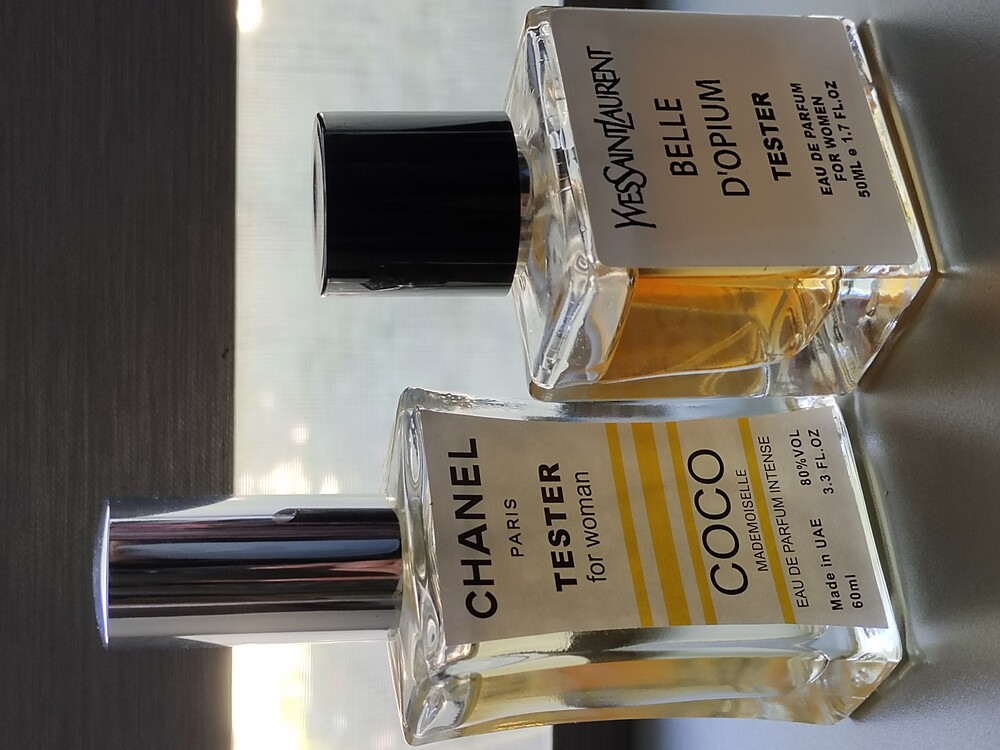 CHANEL
PARIS
TESTER
for woman
COCO
MADEMOISELLE
EAU DE PARFUM INTENSE
Made in UAE 80%VOL
60ml 3.3 FL.OZ
YVESSAINTLAURENT
BELLE
D'OPIUM
TESTER
EAU DE PARFUM
FOR WOMEN
50ML e 1.7 FL.OZ